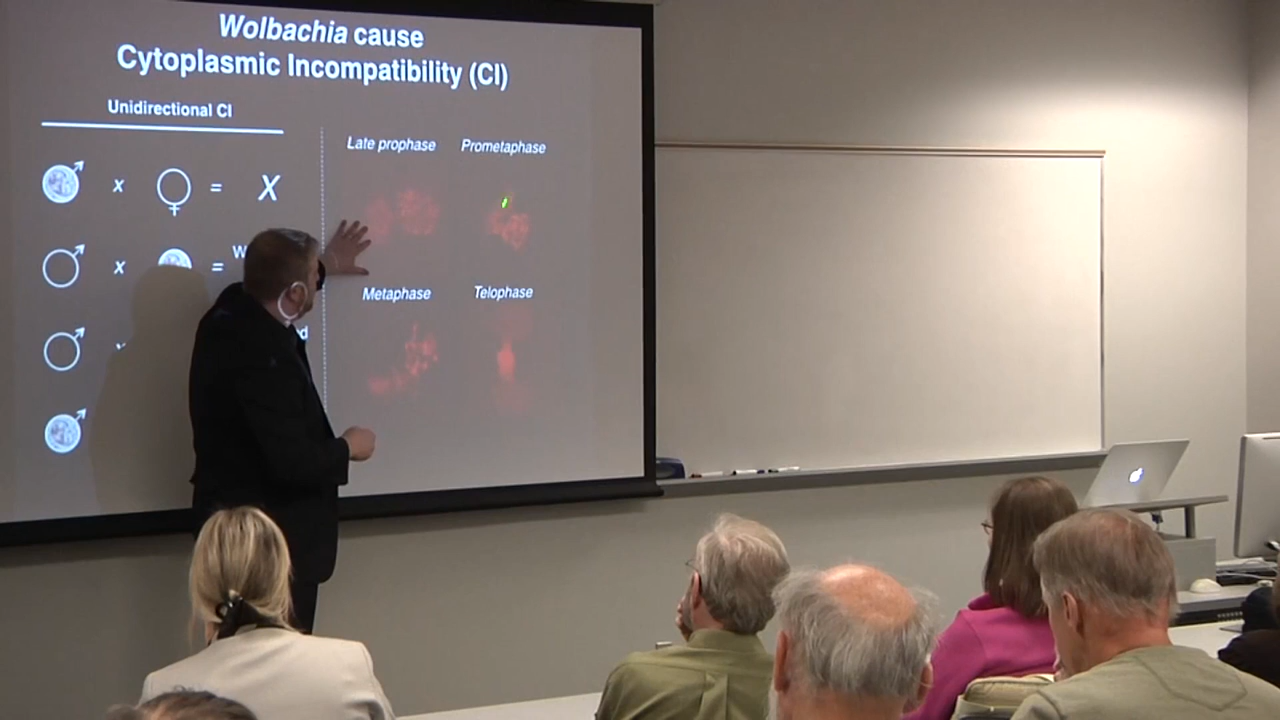 Wolbachia cause
Cytoplasmic Incompatibility (CI)
Unidirectional CI
Late prophase
Prometaphase
x
=
X
x
=
Metaphase
Telophase